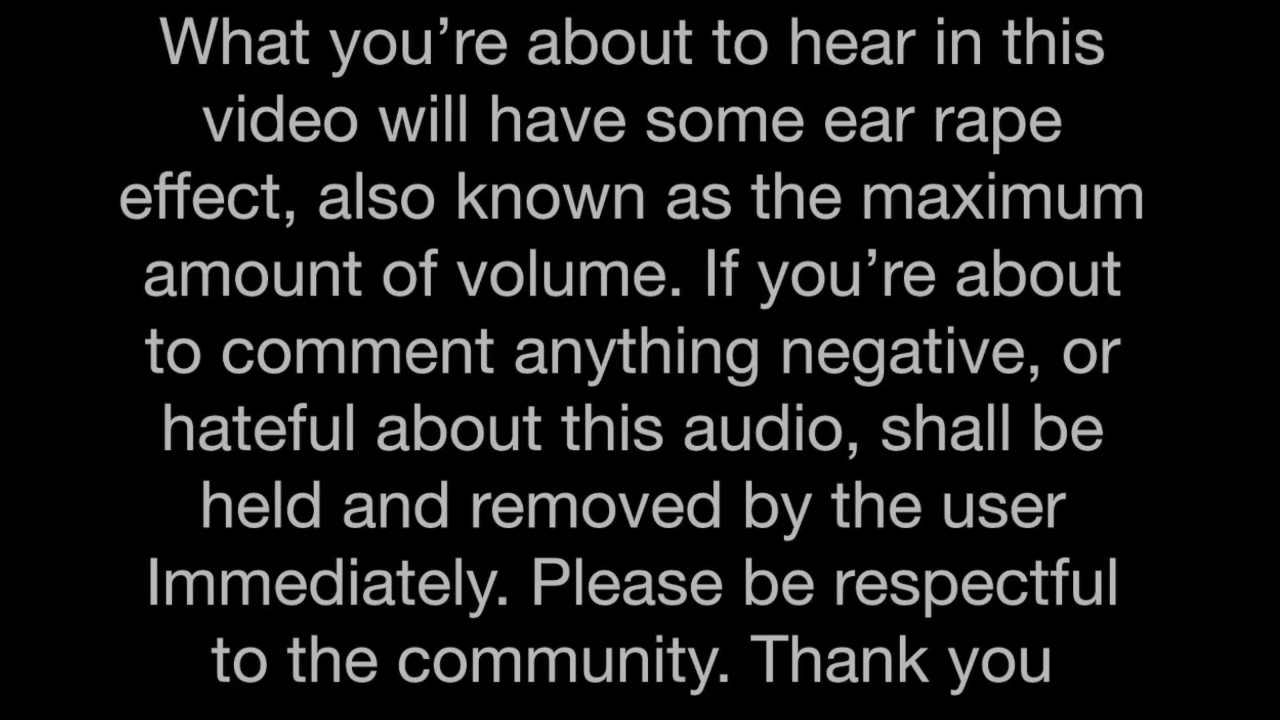 What you’re about to hear in this
video will have some ear rape
effect, also known as the maximum
amount of volume. If you’re about
to comment anything negative, or
hateful about this audio, shall be
held and removed by the user
Immediately. Please be respectful
to the community. Thank you